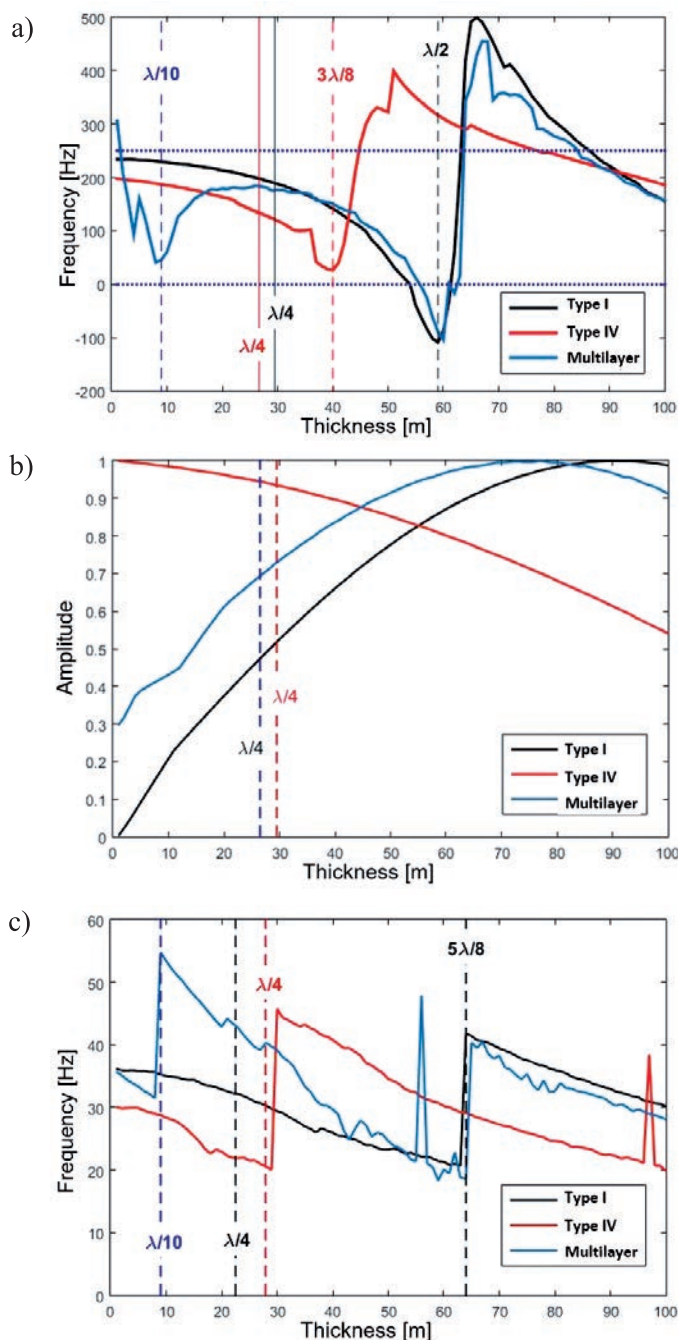 a)
500
400
300
200
100
0
-100
-200
Frequency [Hz]
λ/10
3λ/8
λ/2
λ/4
λ/4
Type I
Type IV
Multilayer
0 10 20 30 40 50 60 70 80 90 100
Thickness [m]
b)
1
0.9
0.8
0.7
0.6
0.5
0.4
0.3
0.2
0.1
0
Amplitude
λ/4
λ/4
Type I
Type IV
Multilayer
0 10 20 30 40 50 60 70 80 90 100
Thickness [m]
c)
60
50
40
30
20
10
0
Frequency [Hz]
5λ/8
λ/4
λ/10
λ/4
Type I
Type IV
Multilayer
0 10 20 30 40 50 60 70 80 90 100
Thickness [m]